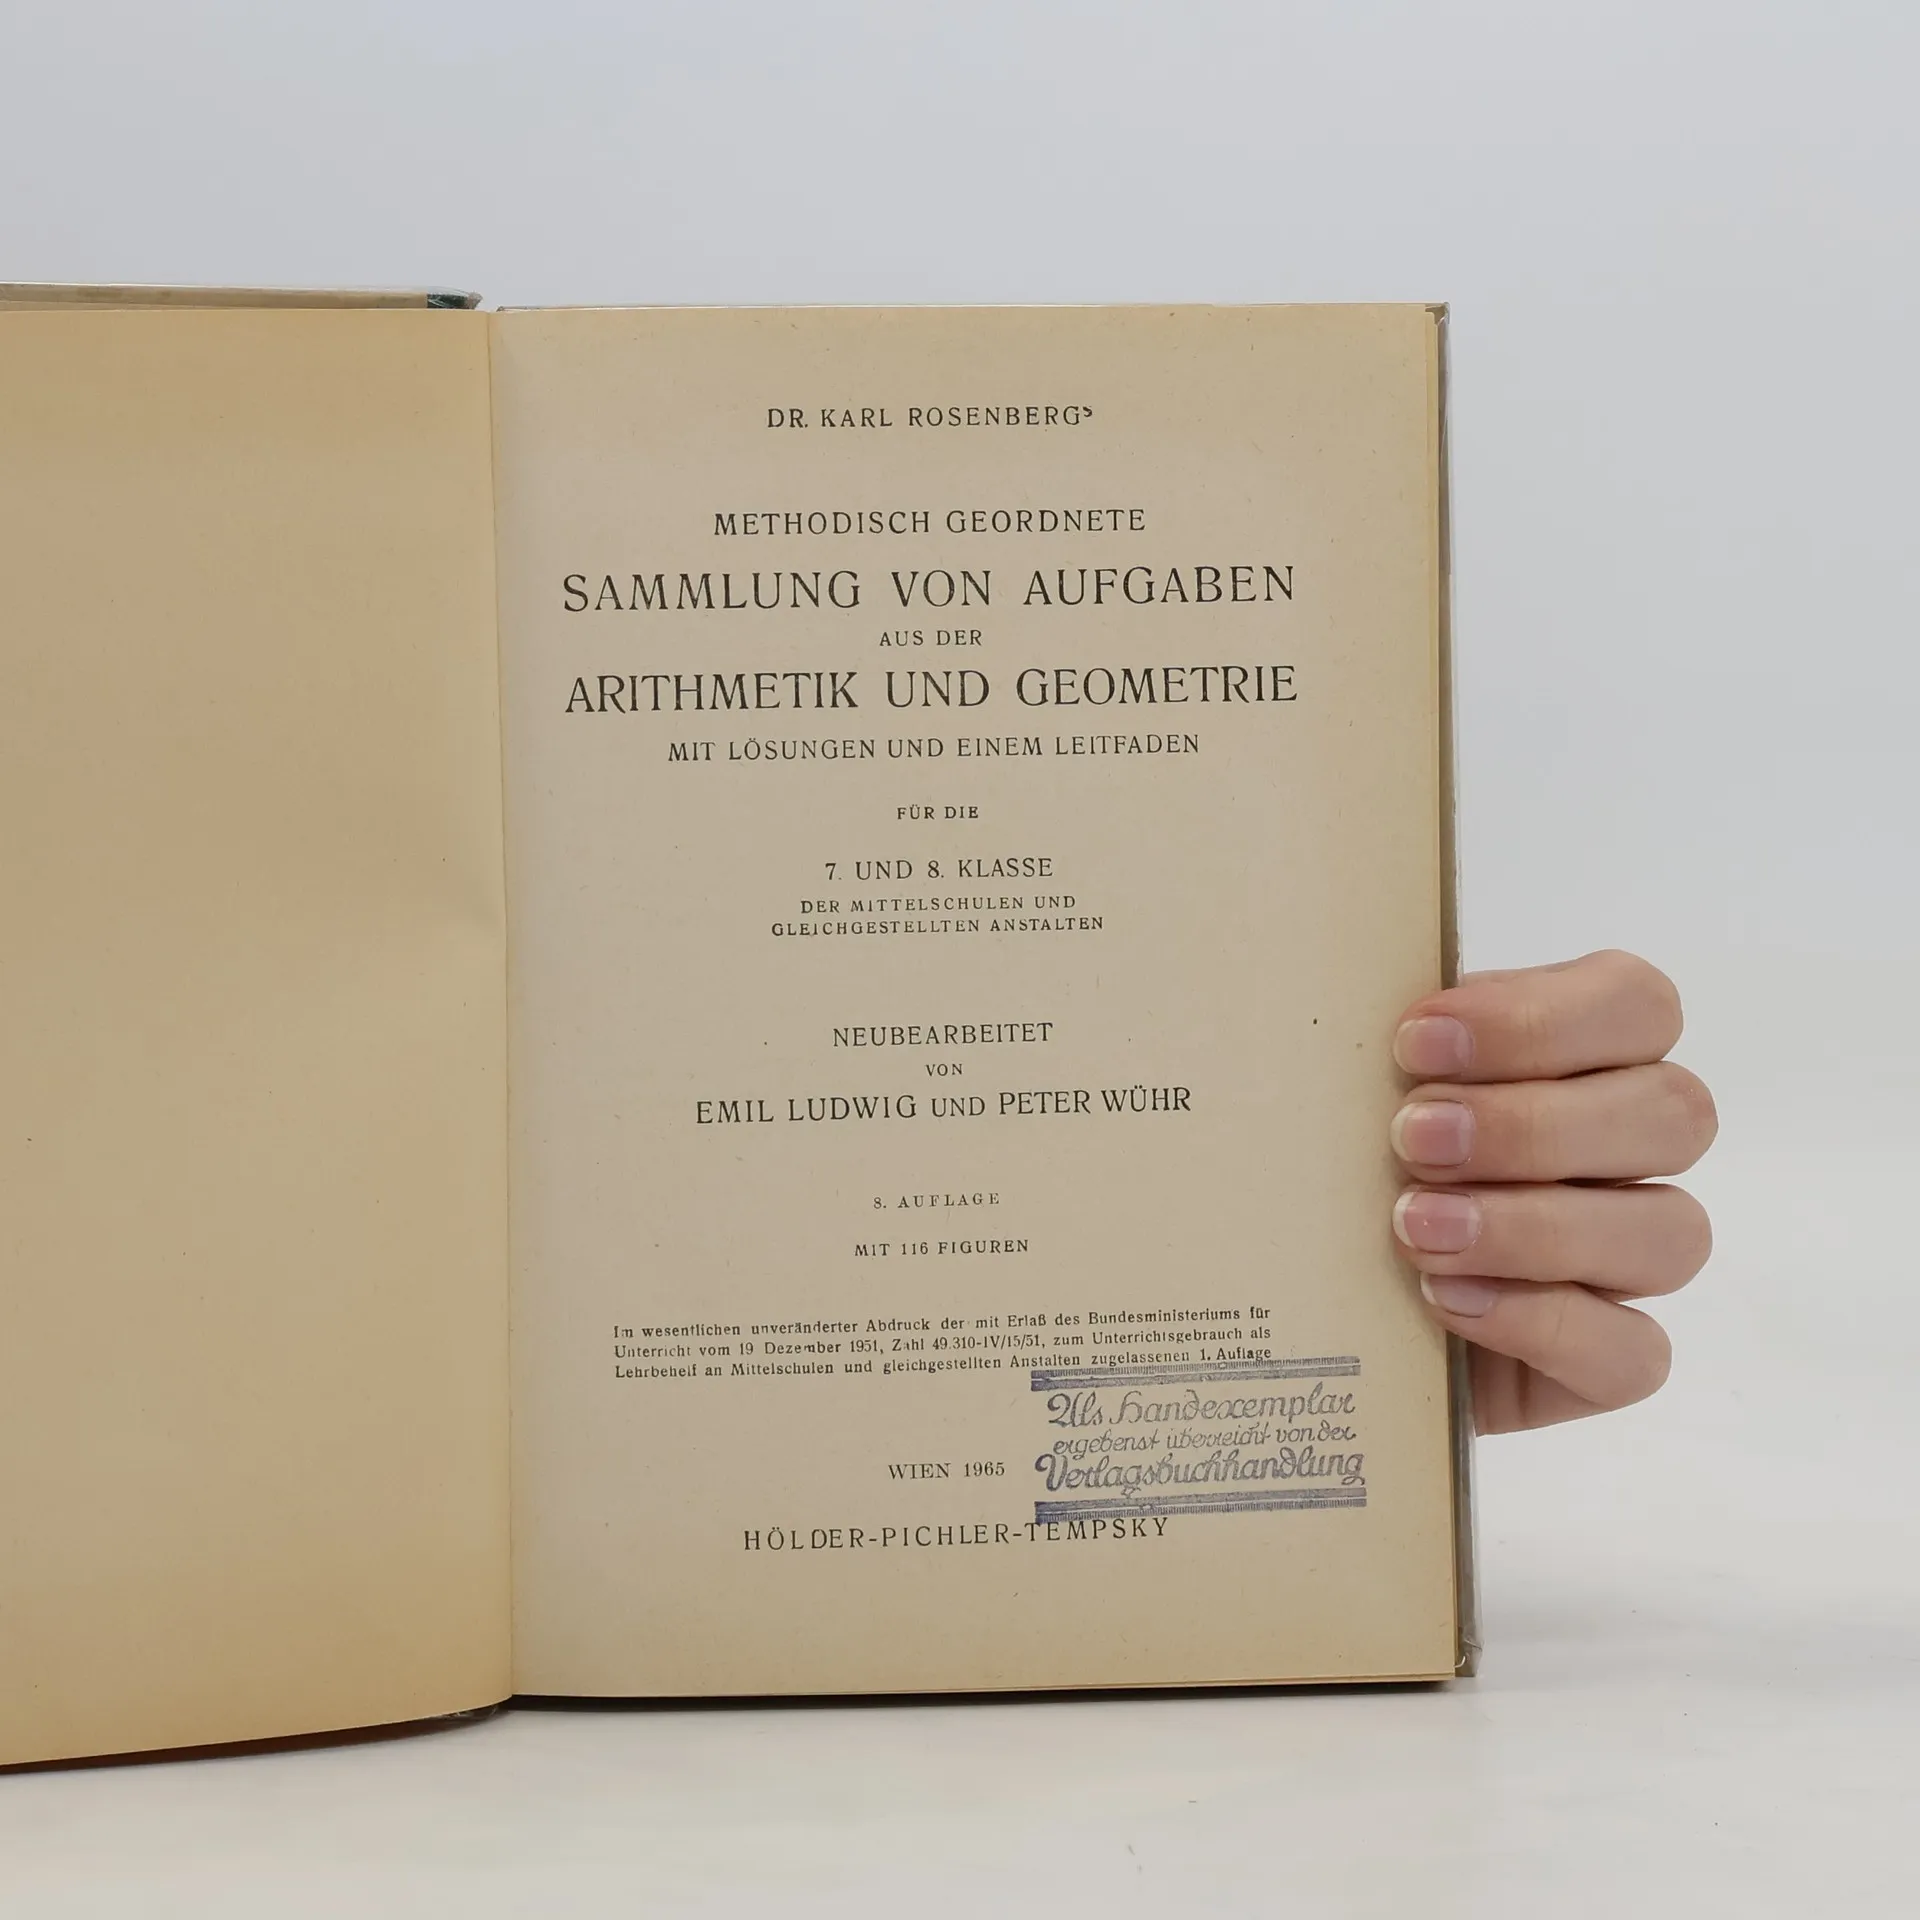 DR. KARL ROSENBERGs
METHODISCH GEORDNETE
SAMMLUNG VON AUFGABEN
AUS DER
ARITHMETIK UND GEOMETRIE
MIT LÖSUNGEN UND EINEM LEITFADEN
FÜR DIE
7. UND 8. KLASSE
DER MITTELSCHULEN UND
GLEICHGESTELLTEN ANSTALTEN
NEUBEARBEITET
VON
EMIL LUDWIG UND PETER WÜHR
8. AUFLAGE
MIT 116 FIGUREN
Im wesentlichen unveränderter Abdruck der mit Erlaß des Bundesministeriums für
Unterricht vom 19 Dezember 1951, Zahl 49.310-IV/15/51, zum Unterrichtsgebrauch als
Lehrbehelf an Mittelschulen und gleichgestellten Anstalten zugelassenen 1. Auflage
Als Handexemplar
ergebenst überreicht von der
Verlagsbuchhandlung
WIEN 1965
HÖLDER-PICHLER-TEMPSKY